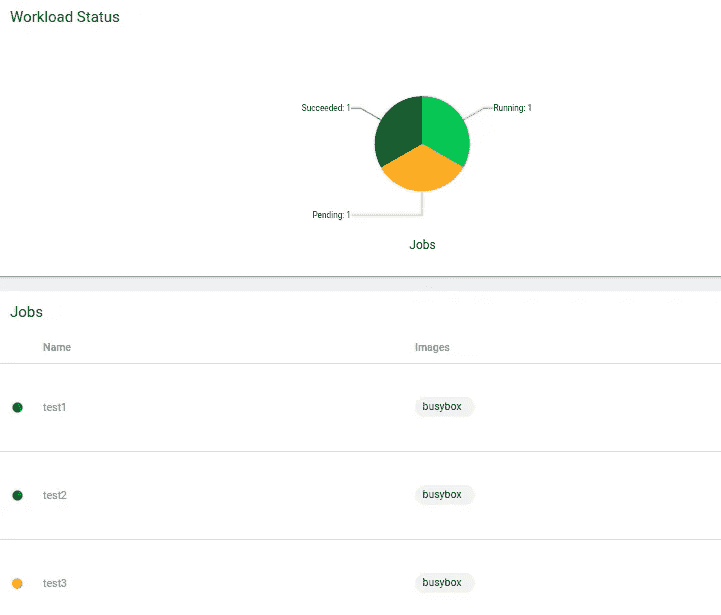 Workload Status
Succeeded: 1
Running: 1
Pending: 1
Jobs
Jobs
Name Images
test1 busybox
test2 busybox
test3 busybox